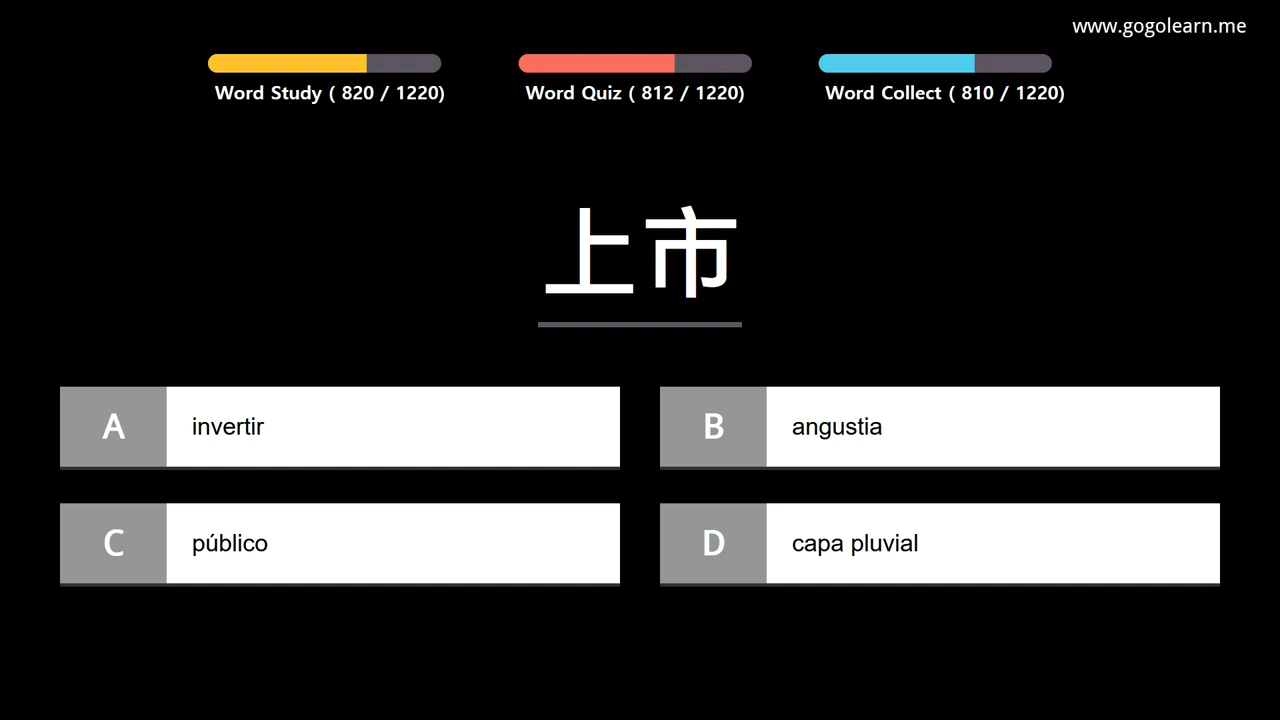 www.gogolearn.me
Word Study ( 820 / 1220)
Word Quiz ( 812 / 1220)
Word Collect ( 810 / 1220)
上市
A invertir
B angustia
C público
D capa pluvial